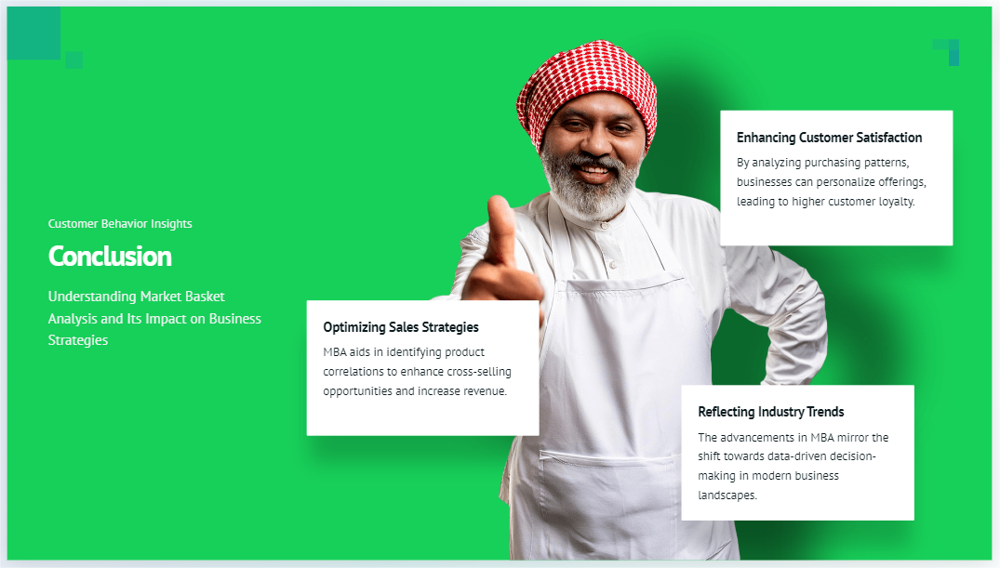 Customer Behavior Insights
Conclusion
Understanding Market Basket
Analysis and Its Impact on Business
Strategies
Optimizing Sales Strategies
MBA aids in identifying product
correlations to enhance cross-selling
opportunities and increase revenue.
Enhancing Customer Satisfaction
By analyzing purchasing patterns,
businesses can personalize offerings,
leading to higher customer loyalty.
Reflecting Industry Trends
The advancements in MBA mirror the
shift towards data-driven decision-
making in modern business
landscapes.